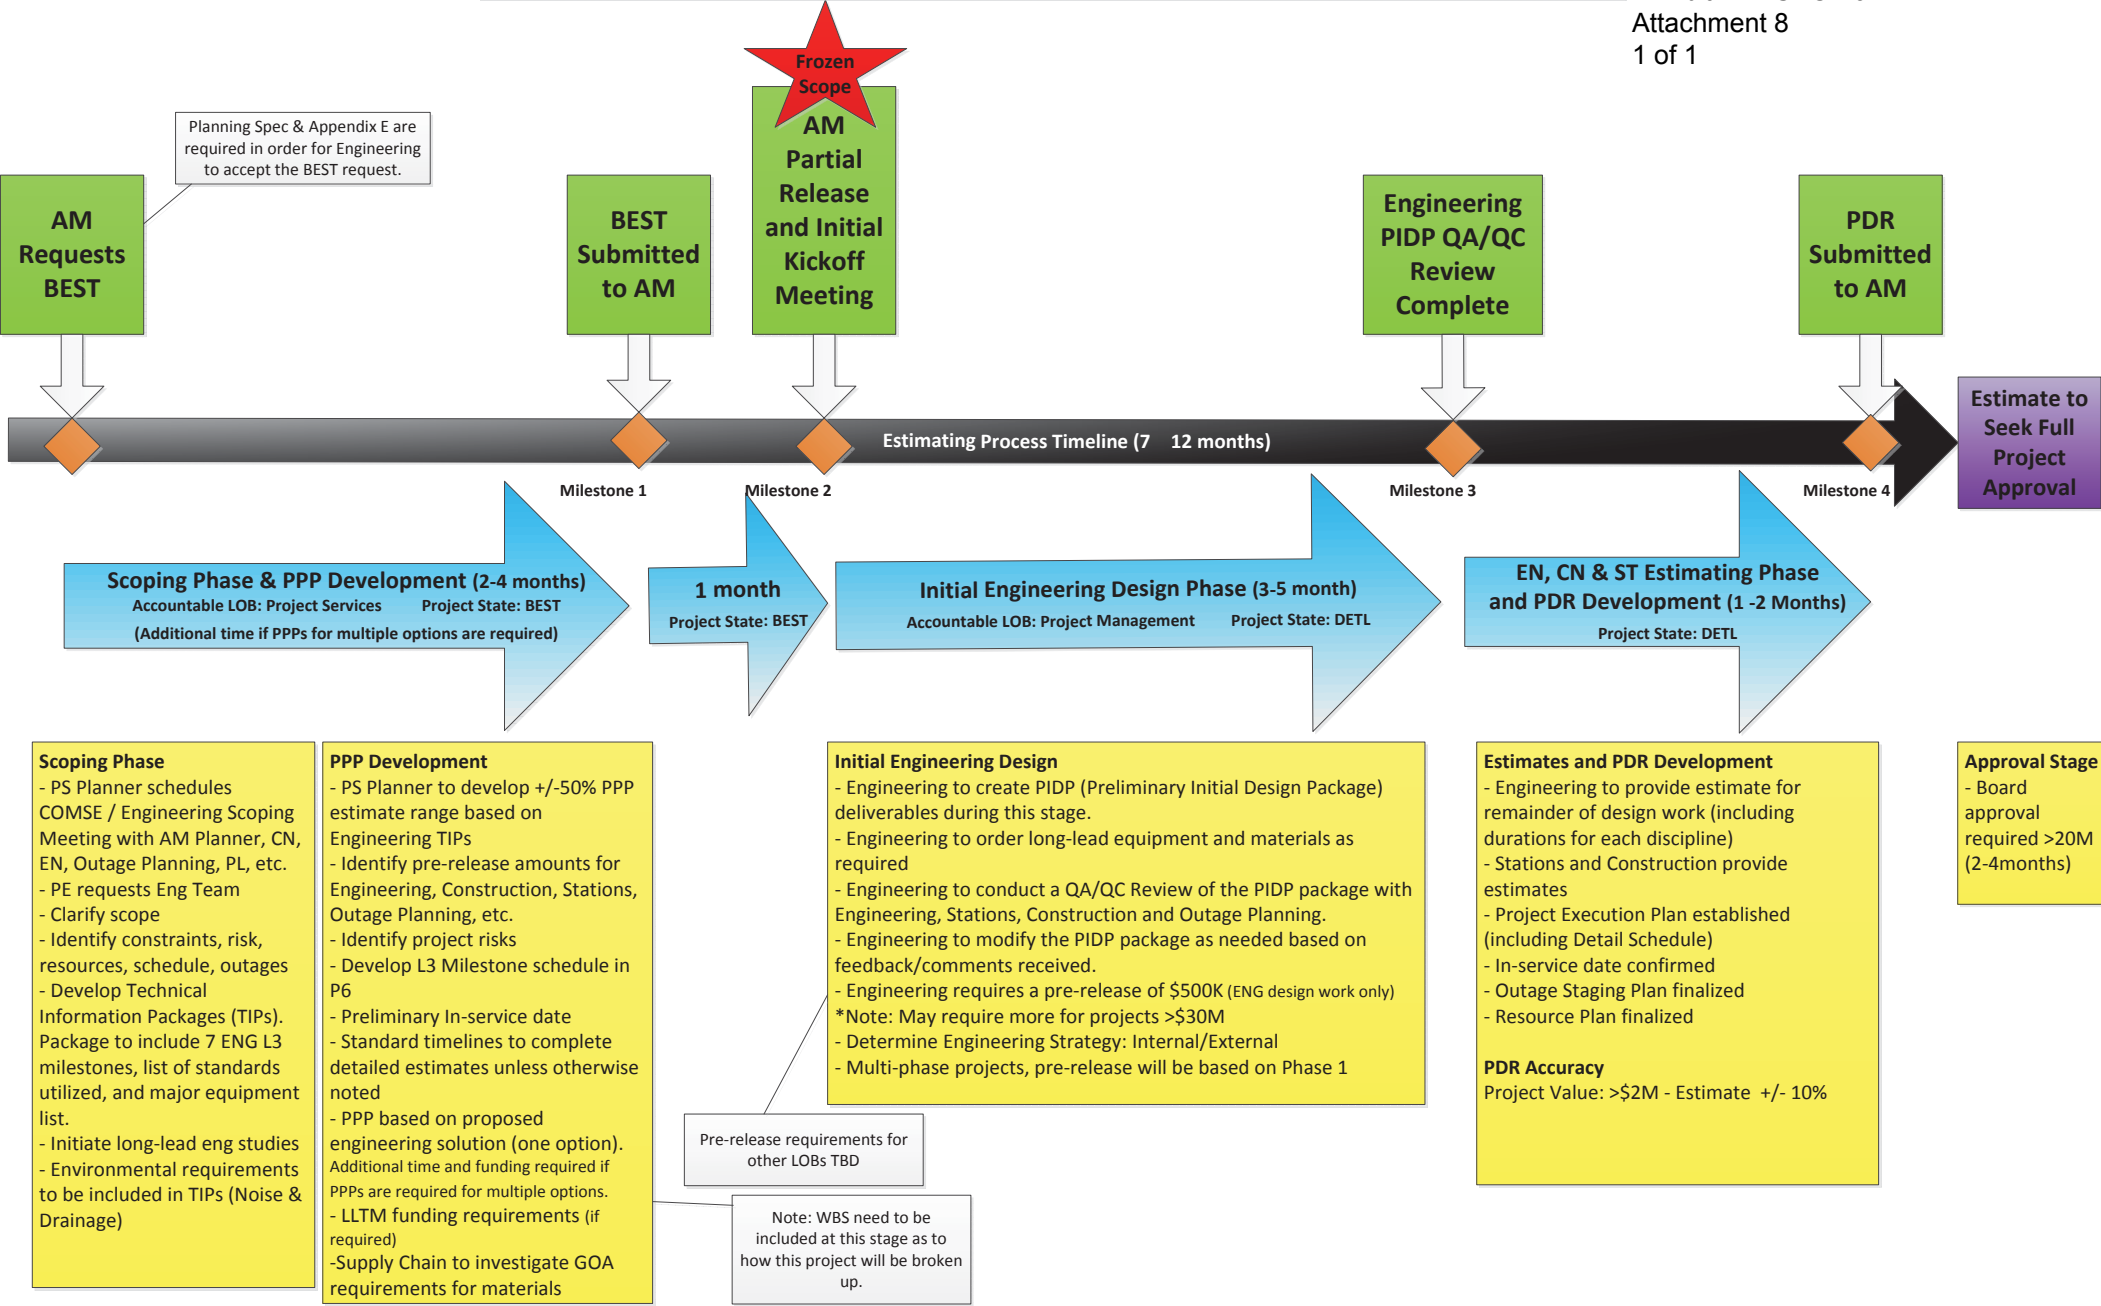 Attachment 8
1 of 1
Frozen
Scope
Planning Spec & Appendix E are
required in order for Engineering
to accept the BEST request.
AM
Requests
BEST
BEST
Submitted
to AM
AM
Partial
Release
and Initial
Kickoff
Meeting
Engineering
PIDP QA/QC
Review
Complete
PDR
Submitted
to AM
Estimate to
Seek Full
Project
Approval
Estimating Process Timeline (7 12 months)
Milestone 1
Milestone 2
Milestone 3
Milestone 4
Scoping Phase & PPP Development (2-4 months)
Accountable LOB: Project Services Project State: BEST
(Additional time if PPPs for multiple options are required)
1 month
Project State: BEST
Initial Engineering Design Phase (3-5 month)
Accountable LOB: Project Management Project State: DETL
EN, CN & ST Estimating Phase
and PDR Development (1 -2 Months)
Project State: DETL
Scoping Phase
- PS Planner schedules
COMSE / Engineering Scoping
Meeting with AM Planner, CN,
EN, Outage Planning, PL, etc.
- PE requests Eng Team
- Clarify scope
- Identify constraints, risk,
resources, schedule, outages
- Develop Technical
Information Packages (TIPs).
Package to include 7 ENG L3
milestones, list of standards
utilized, and major equipment
list.
- Initiate long-lead eng studies
- Environmental requirements
to be included in TIPs (Noise &
Drainage)
PPP Development
- PS Planner to develop +/-50% PPP
estimate range based on
Engineering TIPs
- Identify pre-release amounts for
Engineering, Construction, Stations,
Outage Planning, etc.
- Identify project risks
- Develop L3 Milestone schedule in
P6
- Preliminary In-service date
- Standard timelines to complete
detailed estimates unless otherwise
noted
- PPP based on proposed
engineering solution (one option).
Additional time and funding required if
PPPs are required for multiple options.
- LLTM funding requirements (if
required)
-Supply Chain to investigate GOA
requirements for materials
Initial Engineering Design
- Engineering to create PIDP (Preliminary Initial Design Package)
deliverables during this stage.
- Engineering to order long-lead equipment and materials as
required
- Engineering to conduct a QA/QC Review of the PIDP package with
Engineering, Stations, Construction and Outage Planning.
- Engineering to modify the PIDP package as needed based on
feedback/comments received.
- Engineering requires a pre-release of $500K (ENG design work only)
*Note: May require more for projects >$30M
- Determine Engineering Strategy: Internal/External
- Multi-phase projects, pre-release will be based on Phase 1
Pre-release requirements for
other LOBs TBD
Note: WBS need to be
included at this stage as to
how this project will be broken
up.
Estimates and PDR Development
- Engineering to provide estimate for
remainder of design work (including
durations for each discipline)
- Stations and Construction provide
estimates
- Project Execution Plan established
(including Detail Schedule)
- In-service date confirmed
- Outage Staging Plan finalized
- Resource Plan finalized
PDR Accuracy
Project Value: >$2M - Estimate +/- 10%
Approval Stage
- Board
approval
required >20M
(2-4months)